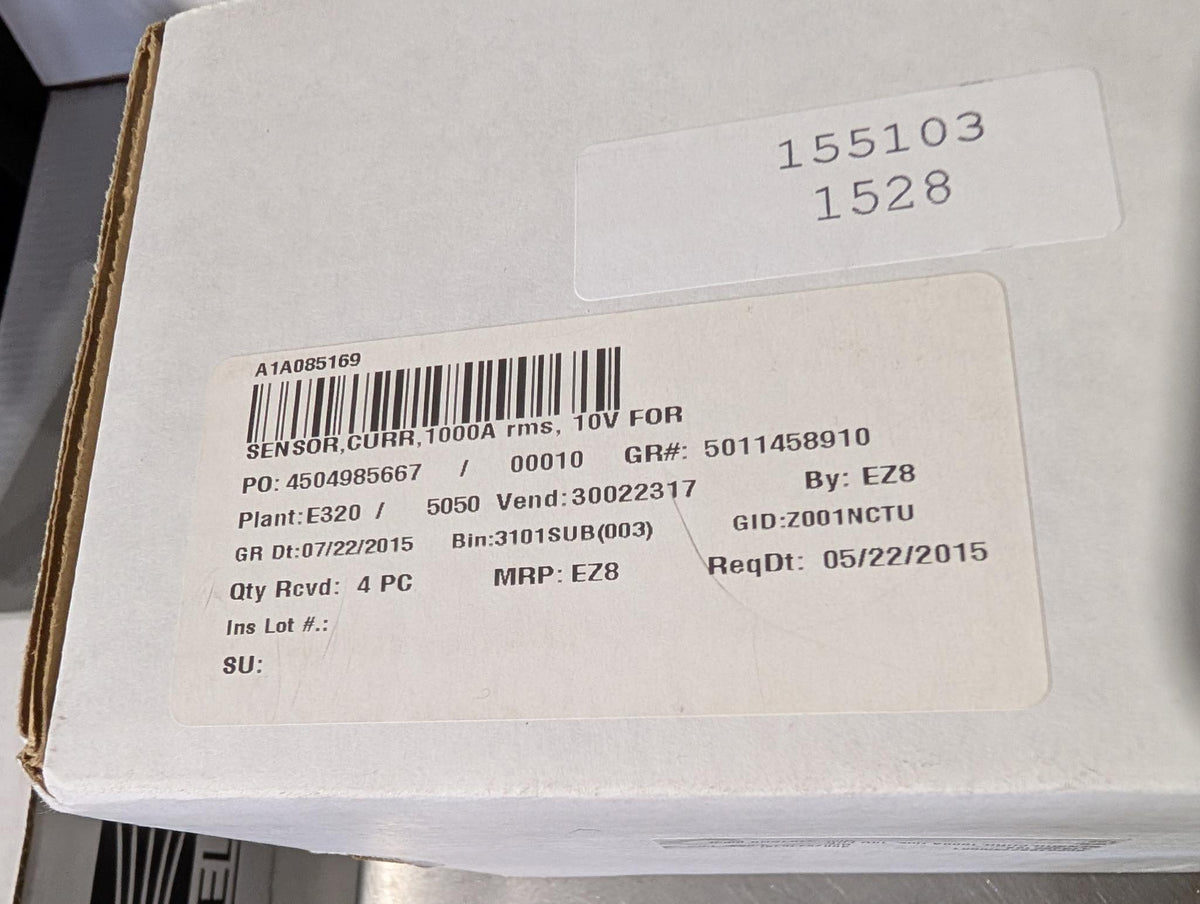 155103
1528
A1A085169
SENSOR,CURR,1000A rms, 10V FOR
PO: 4504985667 / 00010 GR#: 5011458910
Plant:E320 / 5050 Vend:30022317 By: EZ8
GR Dt:07/22/2015 Bin:3101SUB(003) GID:Z001NCTU
Qty Rcvd: 4 PC MRP: EZ8 ReqDt: 05/22/2015
Ins Lot #.:
SU:
EL